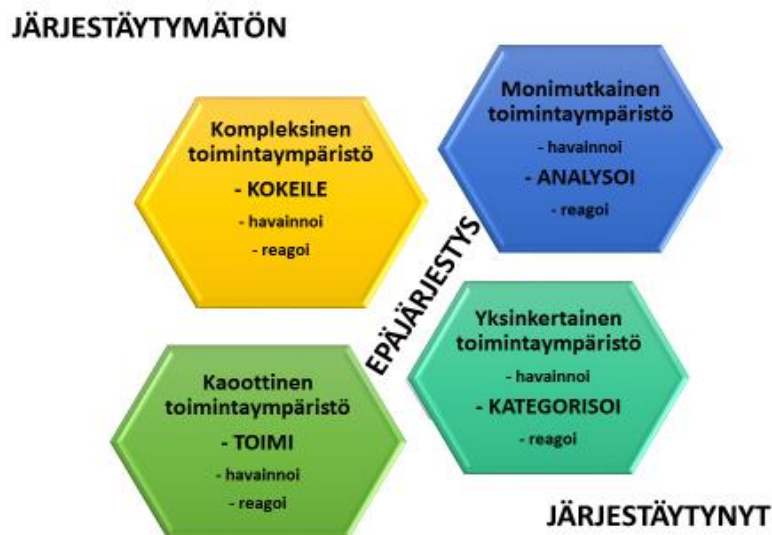 JÄRJESTÄYTYMÄTÖN
Kompleksinen
toimintaympäristö
- KOKEILE
- havainnoi
- reagoi
Monimutkainen
toimintaympäristö
- havainnoi
- ANALYSOI
- reagoi
EPÄJÄRJESTYS
Kaoottinen
toimintaympäristö
- TOIMI
- havainnoi
- reagoi
Yksinkertainen
toimintaympäristö
- havainnoi
- KATEGORISOI
- reagoi
JÄRJESTÄYTYNYT